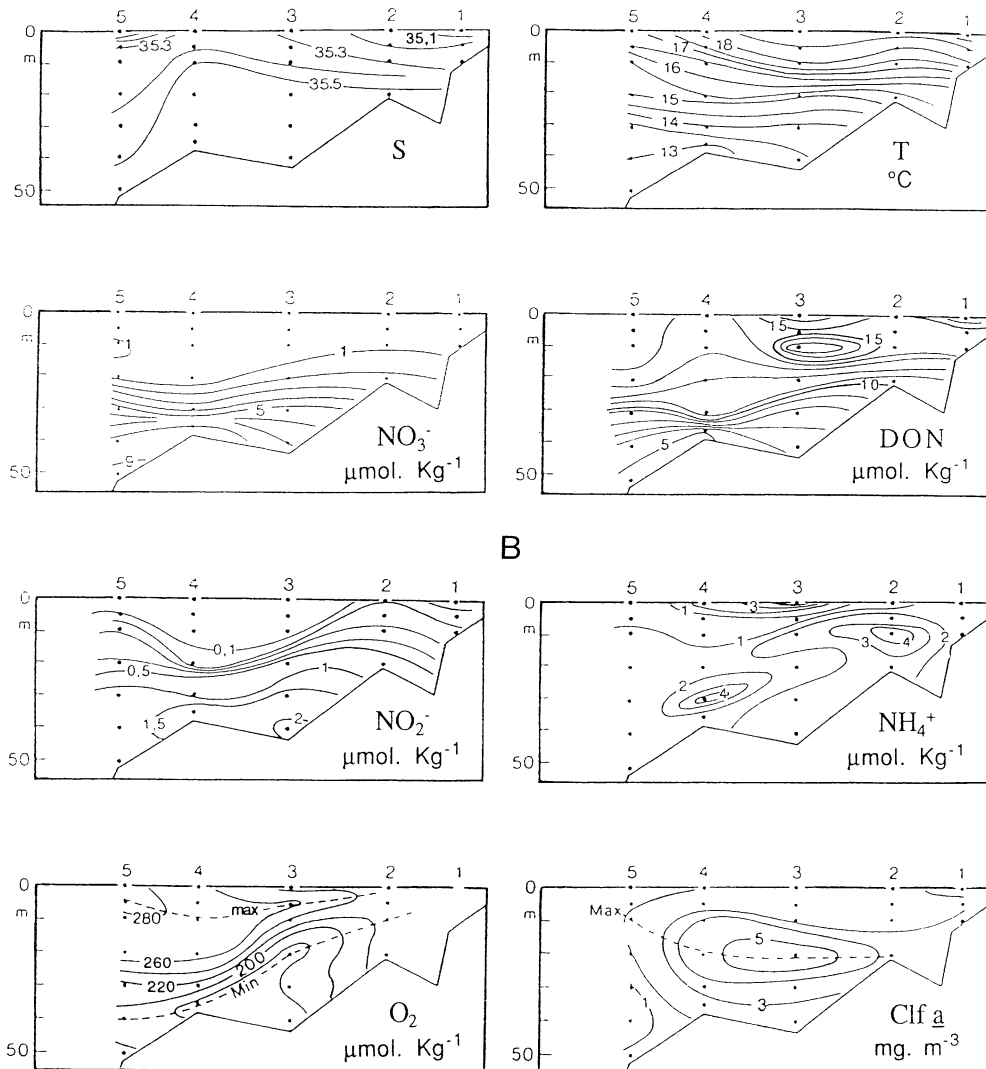 5 4 3 2 1
0
m
50
35.3
35.3
35,1
35.5
S
5 4 3 2 1
0
m
50
17
18
16
15
14
13
T
°C
5 4 3 2 1
0
m
50
1
1
5
9
NO₃⁻
µmol. Kg⁻¹
5 4 3 2 1
0
m
50
15
15
10
5
DON
µmol. Kg⁻¹
B
5 4 3 2 1
0
m
50
0,1
0,5
1
1,5
2
NO₂⁻
µmol. Kg⁻¹
5 4 3 2 1
0
m
50
1
3
1
3
4
2
2
4
NH₄⁺
µmol. Kg⁻¹
5 4 3 2 1
0
m
50
280
max
260
200
220
Min
O₂
µmol. Kg⁻¹
5 4 3 2 1
0
m
50
Max
5
1
3
Clf a
mg. m⁻³